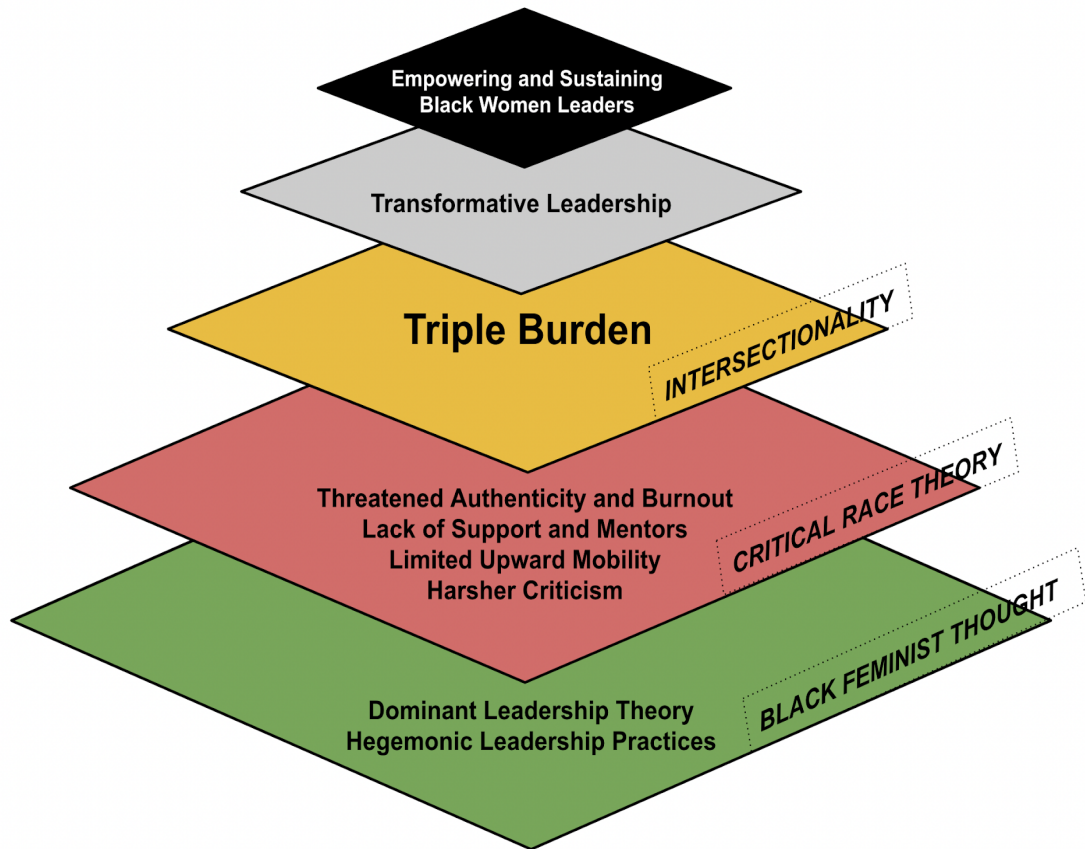 Empowering and Sustaining
Black Women Leaders
Transformative Leadership
Triple Burden
INTERSECTIONALITY
Threatened Authenticity and Burnout
Lack of Support and Mentors
Limited Upward Mobility
Harsher Criticism
CRITICAL RACE THEORY
Dominant Leadership Theory
Hegemonic Leadership Practices
BLACK FEMINIST THOUGHT